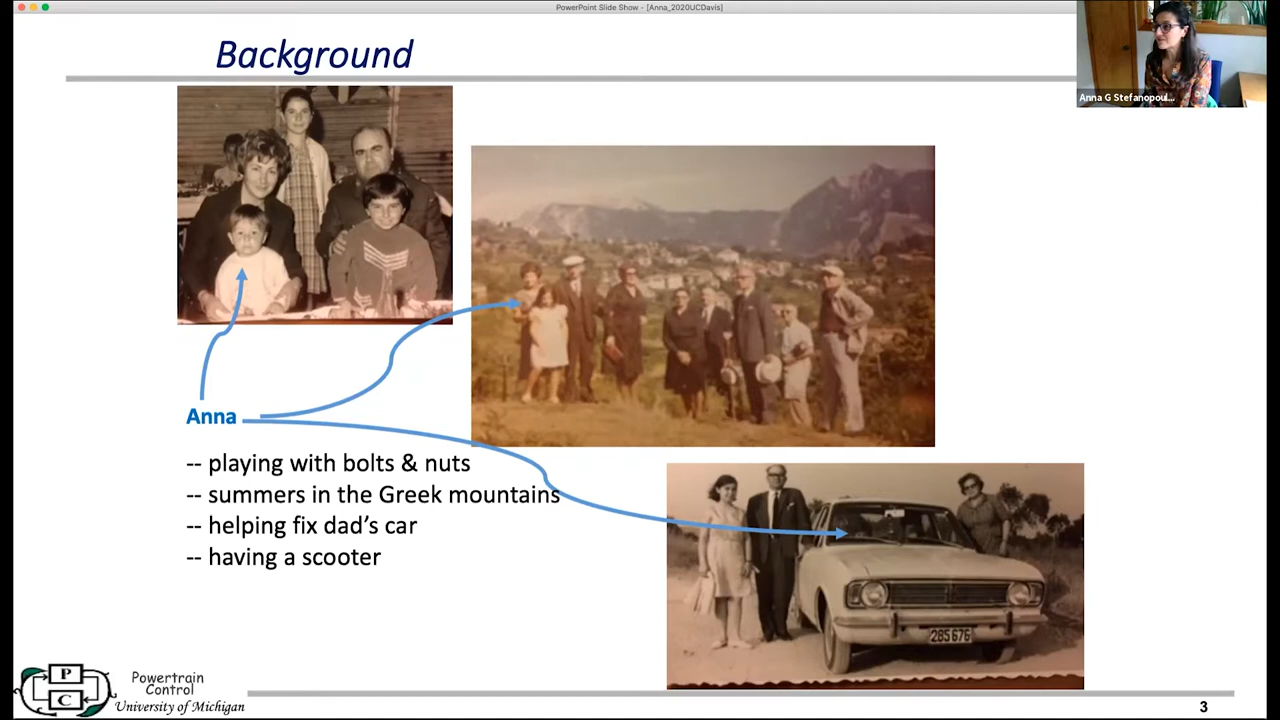 PowerPoint Slide Show - [Anna_2020UCDavis]
Background
Anna G Stefanopoul...
Anna
-- playing with bolts & nuts
-- summers in the Greek mountains
-- helping fix dad's car
-- having a scooter
285 676
P
C
Powertrain
Control
University of Michigan
3